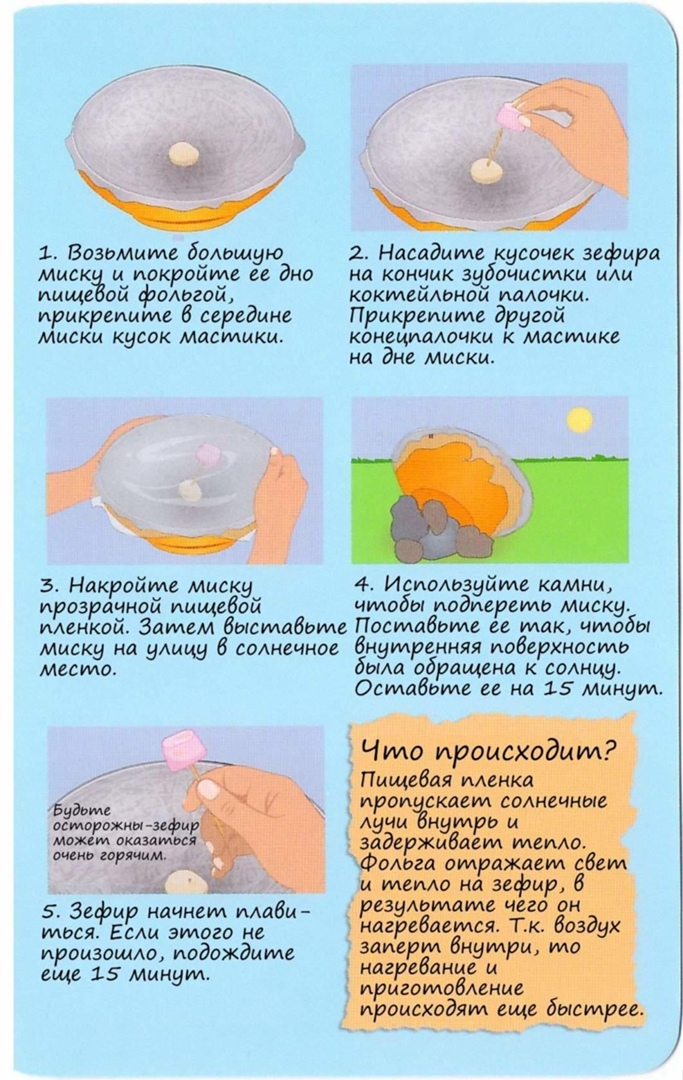 1. Возьмите большую
миску и покройте ее дно
пищевой фольгой,
прикрепите в середине
миски кусок мастики.
2. Насадите кусочек зефира
на кончик зубочистки или
коктейльной палочки.
Прикрепите другой
конецпалочки к мастике
на дне миски.
3. Накройте миску
прозрачной пищевой
пленкой. Затем выставьте
миску на улицу в солнечное
место.
4. Используйте камни,
чтобы подпереть миску.
Поставьте ее так, чтобы
внутренняя поверхность
была обращена к солнцу.
Оставьте ее на 15 минут.
Будьте
осторожны-зефир
может оказаться
очень горячим.
5. Зефир начнет плави-
ться. Если этого не
произошло, подождите
еще 15 минут.
Что происходит?
Пищевая пленка
пропускает солнечные
лучи внутрь и
задерживает тепло.
Фольга отражает свет
и тепло на зефир, в
результате чего он
нагревается. Т.к. воздух
заперт внутри, то
нагревание и
приготовление
происходят еще быстрее.